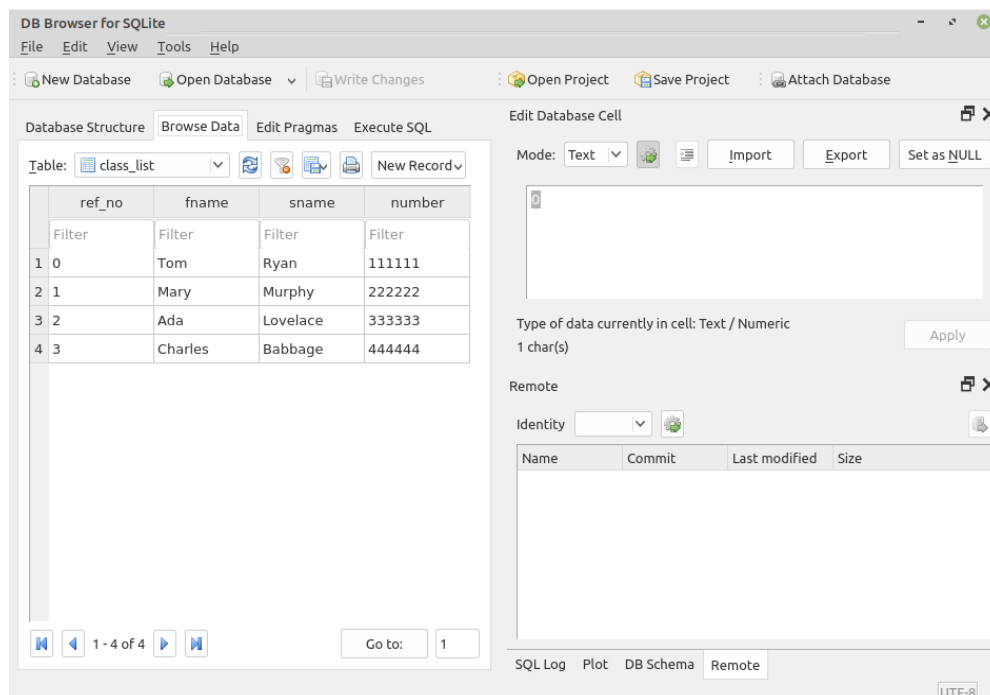 DB Browser for SQLite
File Edit View Tools Help
New Database Open Database Write Changes Open Project Save Project Attach Database
Database Structure Browse Data Edit Pragmas Execute SQL
Table: class_list New Record
ref_no fname sname number
Filter Filter Filter Filter
1 0 Tom Ryan 111111
2 1 Mary Murphy 222222
3 2 Ada Lovelace 333333
4 3 Charles Babbage 444444
1 - 4 of 4 Go to: 1
Edit Database Cell
Mode: Text Import Export Set as NULL
0
Type of data currently in cell: Text / Numeric
1 char(s)
Apply
Remote
Identity
Name Commit Last modified Size
SQL Log Plot DB Schema Remote
UTF-8